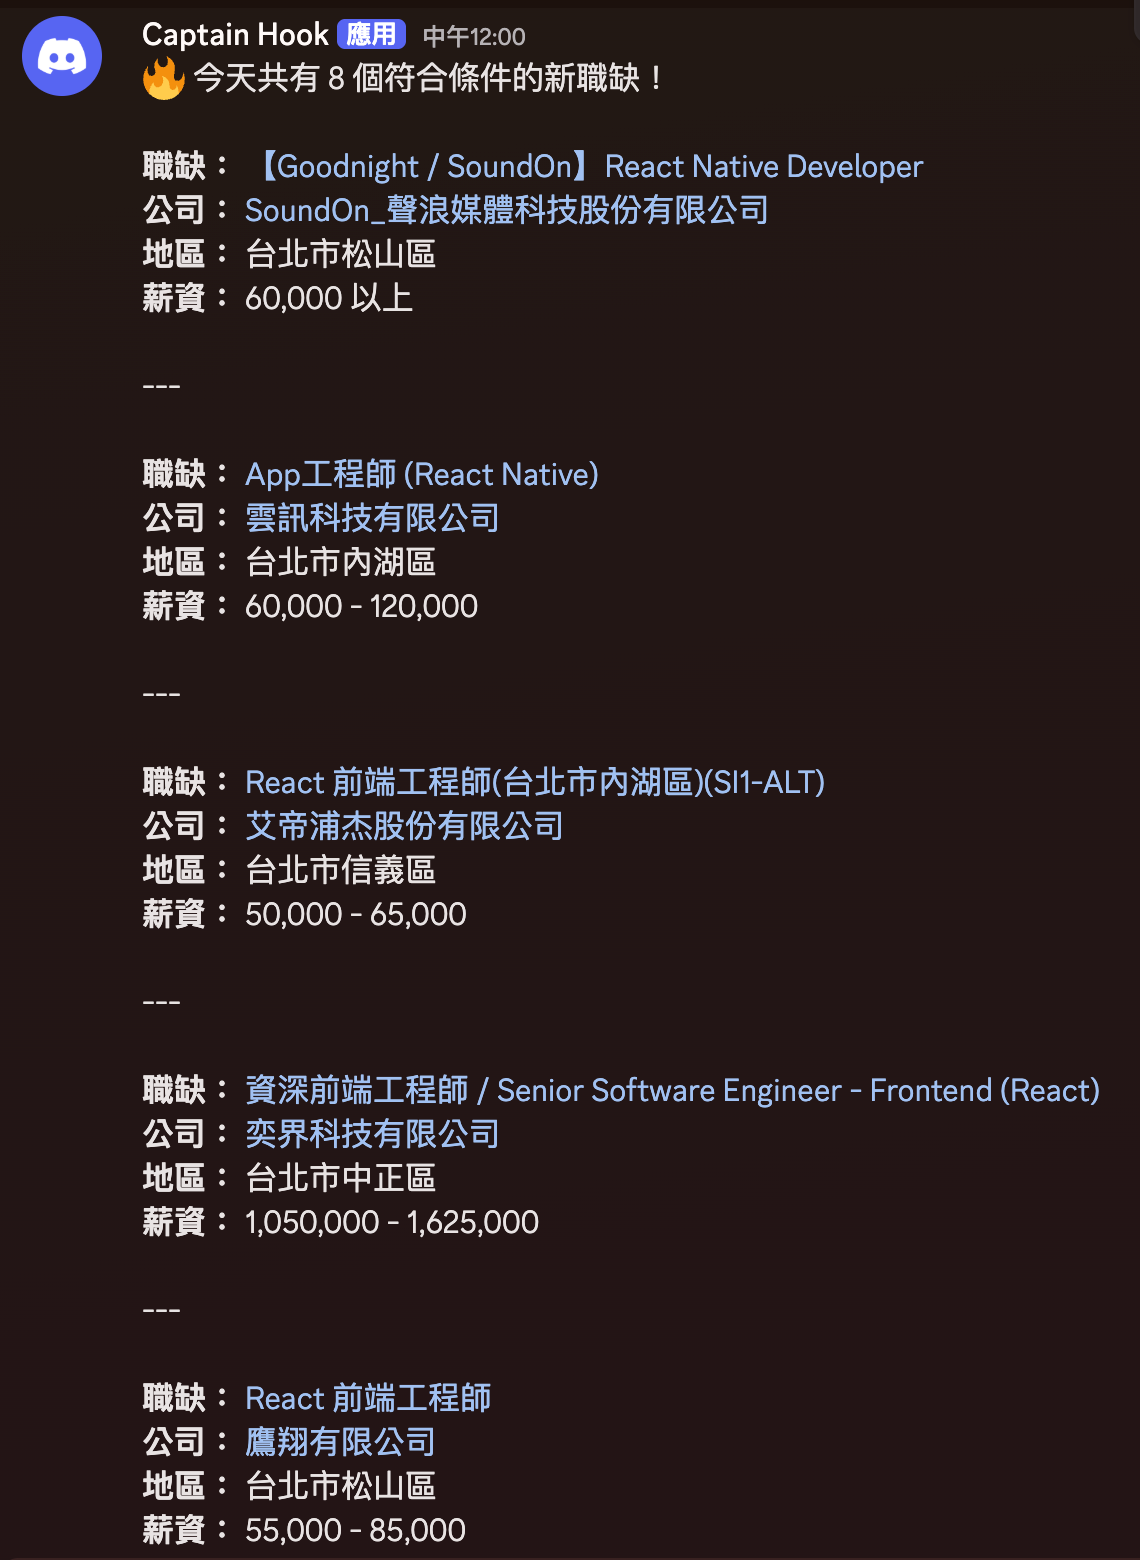 Captain Hook 應用 中午12:00
🔥 今天共有 8 個符合條件的新職缺！
職缺：【Goodnight / SoundOn】React Native Developer
公司：SoundOn_聲浪媒體科技股份有限公司
地區：台北市松山區
薪資：60,000 以上
---
職缺：App工程師 (React Native)
公司：雲訊科技有限公司
地區：台北市內湖區
薪資：60,000 - 120,000
---
職缺：React 前端工程師(台北市內湖區)(SI1-ALT)
公司：艾帝浦杰股份有限公司
地區：台北市信義區
薪資：50,000 - 65,000
---
職缺：資深前端工程師 / Senior Software Engineer - Frontend (React)
公司：奕界科技有限公司
地區：台北市中正區
薪資：1,050,000 - 1,625,000
---
職缺：React 前端工程師
公司：鷹翔有限公司
地區：台北市松山區
薪資：55,000 - 85,000